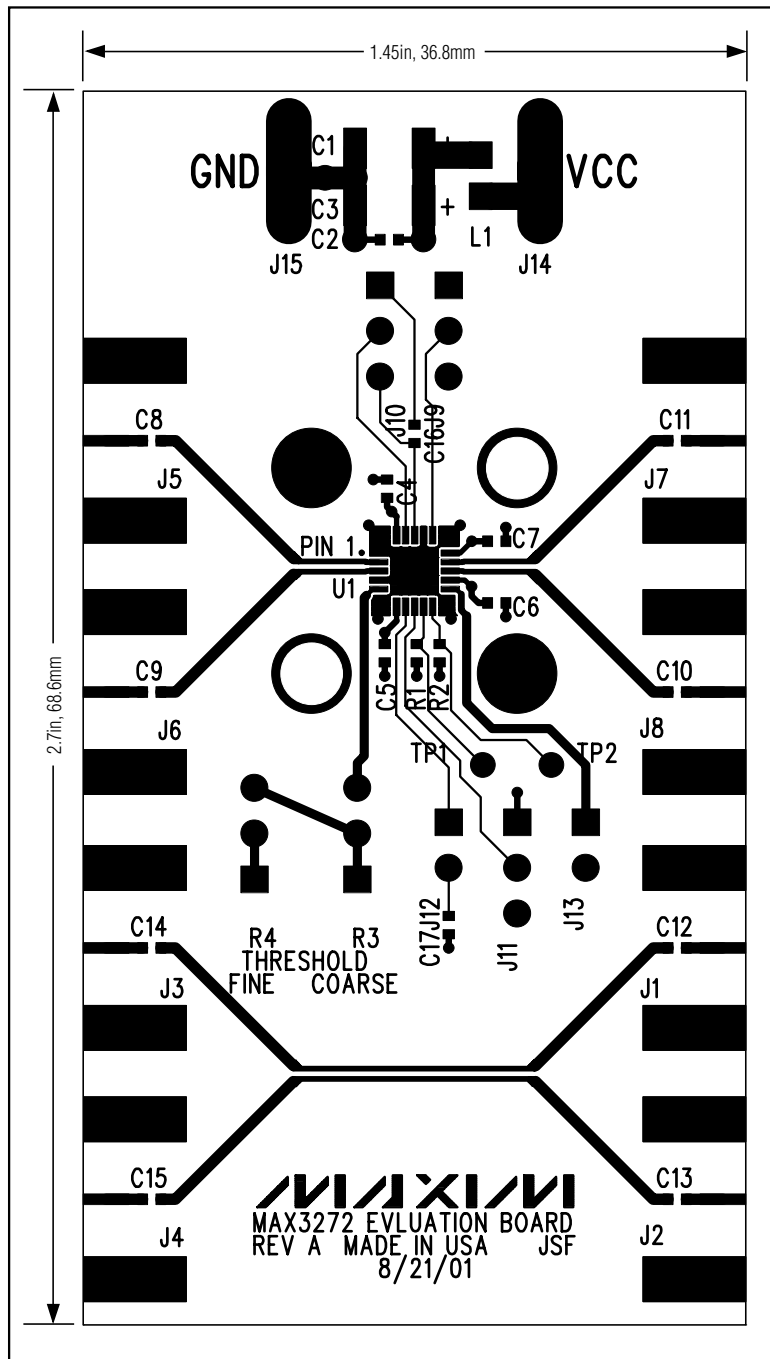 1.45in, 36.8mm
2.7in, 68.6mm
C1
GND
+
VCC
C3
+
C2
L1
J15
J14
J10
C16
J9
C8
C11
J5
J7
C4
PIN 1.
C7
U1
C6
C9
C5
R1
R2
C10
J6
J8
TP1
TP2
C17
J12
J11
J13
C14
R4
R3
C12
THRESHOLD
FINE
COARSE
J3
J1
C15
C13
MAXIM
MAX3272 EVLUATION BOARD
REV A MADE IN USA JSF
8/21/01
J4
J2